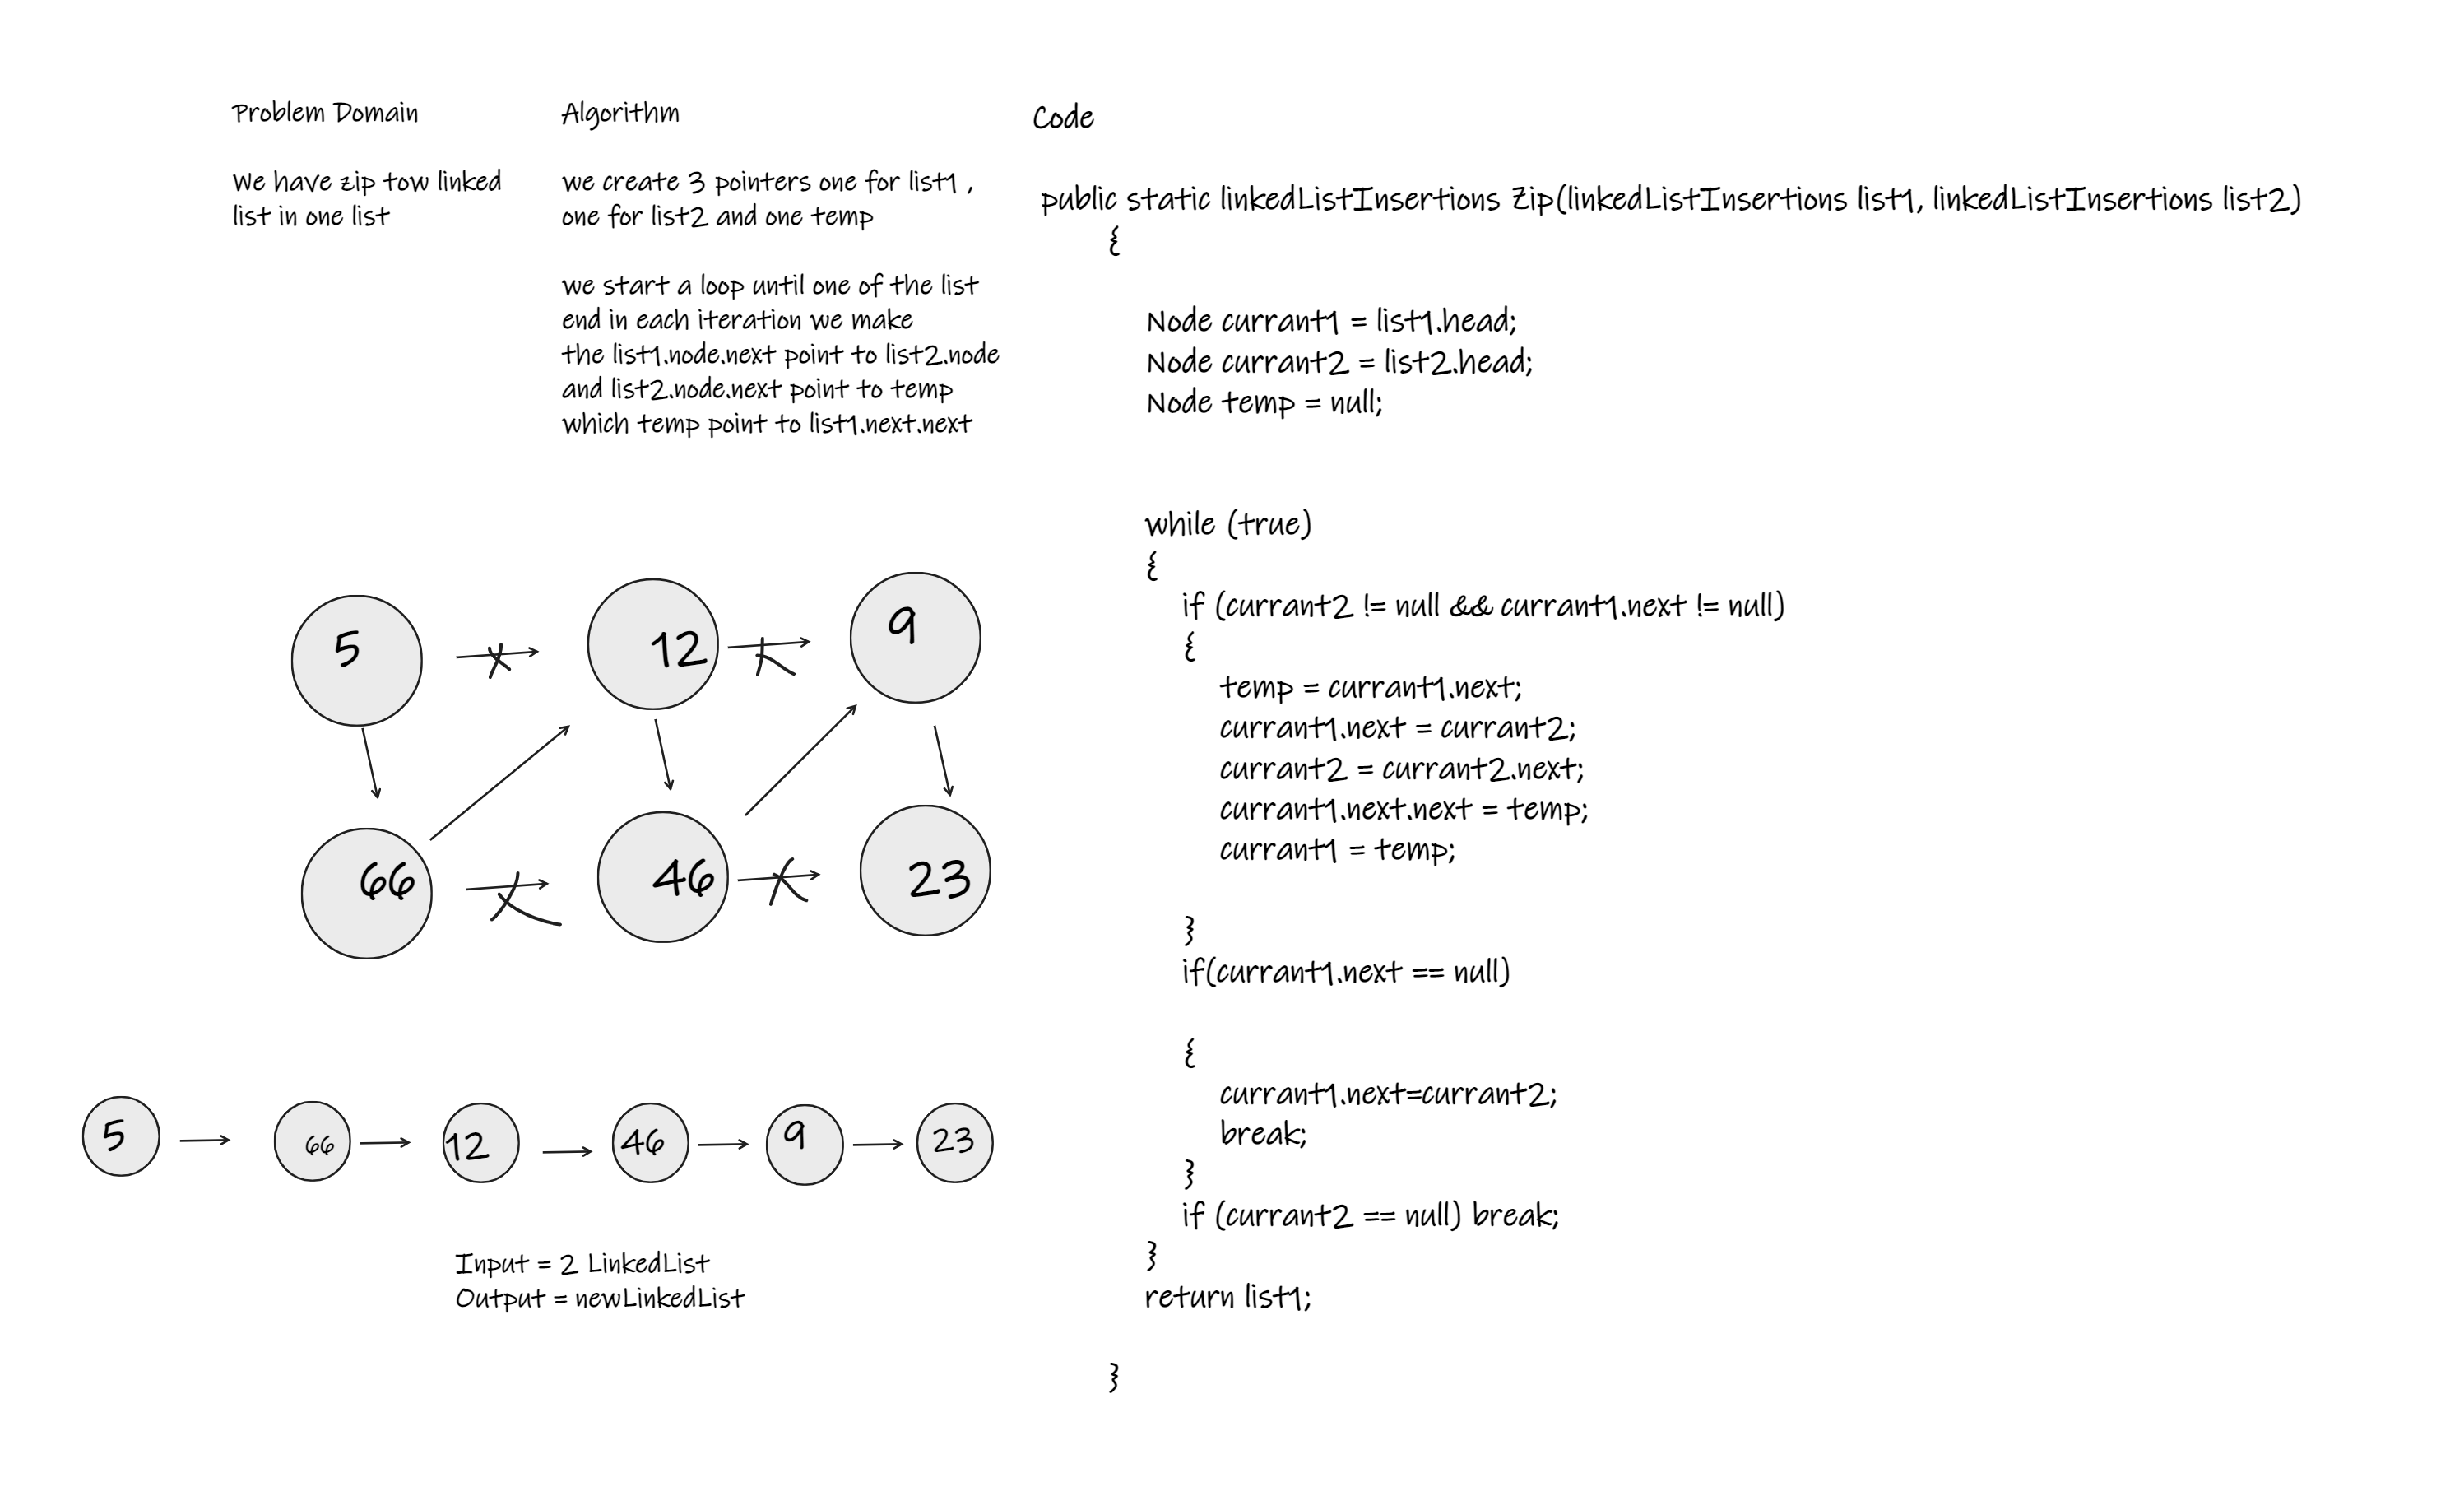 Problem Domain
We have zip tow linked
list in one list
Algorithm
we create 3 pointers one for list1 ,
one for list2 and one temp
we start a loop until one of the list
end in each iteration we make
the list1.node.next point to list2.node
and list2.node.next point to temp
which temp point to list1.next.next
5
12
9
66
46
23
5
66
12
46
9
23
Input = 2 LinkedList
Output = newLinkedList
Code
public static linkedListInsertions Zip(linkedListInsertions list1, linkedListInsertions list2)
{
Node currant1 = list1.head;
Node currant2 = list2.head;
Node temp = null;
while (true)
{
if (currant2 != null && currant1.next != null)
{
temp = currant1.next;
currant1.next = currant2;
currant2 = currant2.next;
currant1.next.next = temp;
currant1 = temp;
}
if(currant1.next == null)
{
currant1.next=currant2;
break;
}
if (currant2 == null) break;
}
return list1;
}